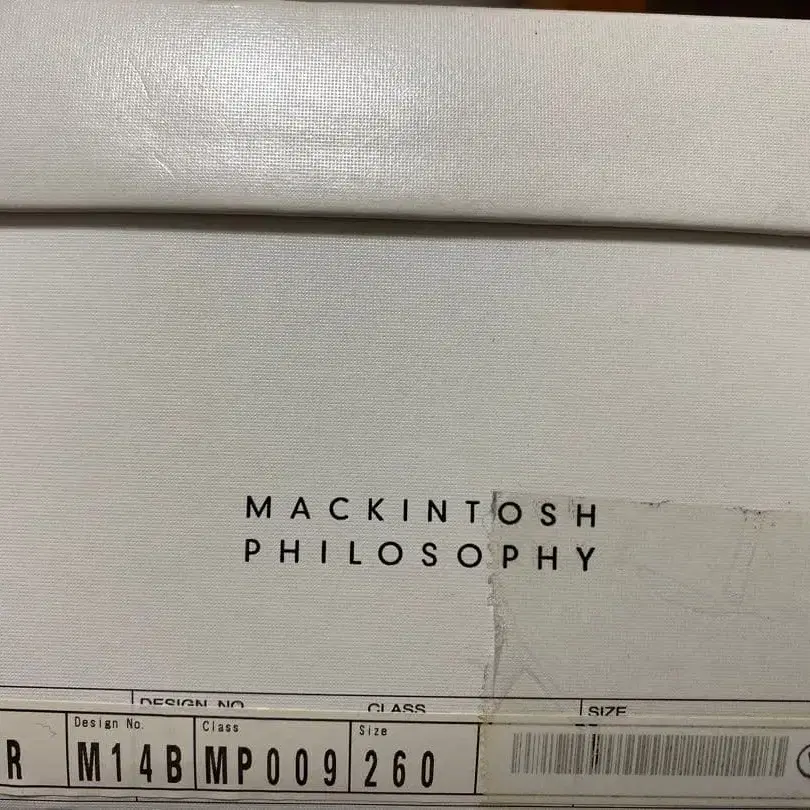 MACKINTOSH
PHILOSOPHY
DESIGN NO. CLASS SIZE
Design No. Class Size
R M14B MP009 260